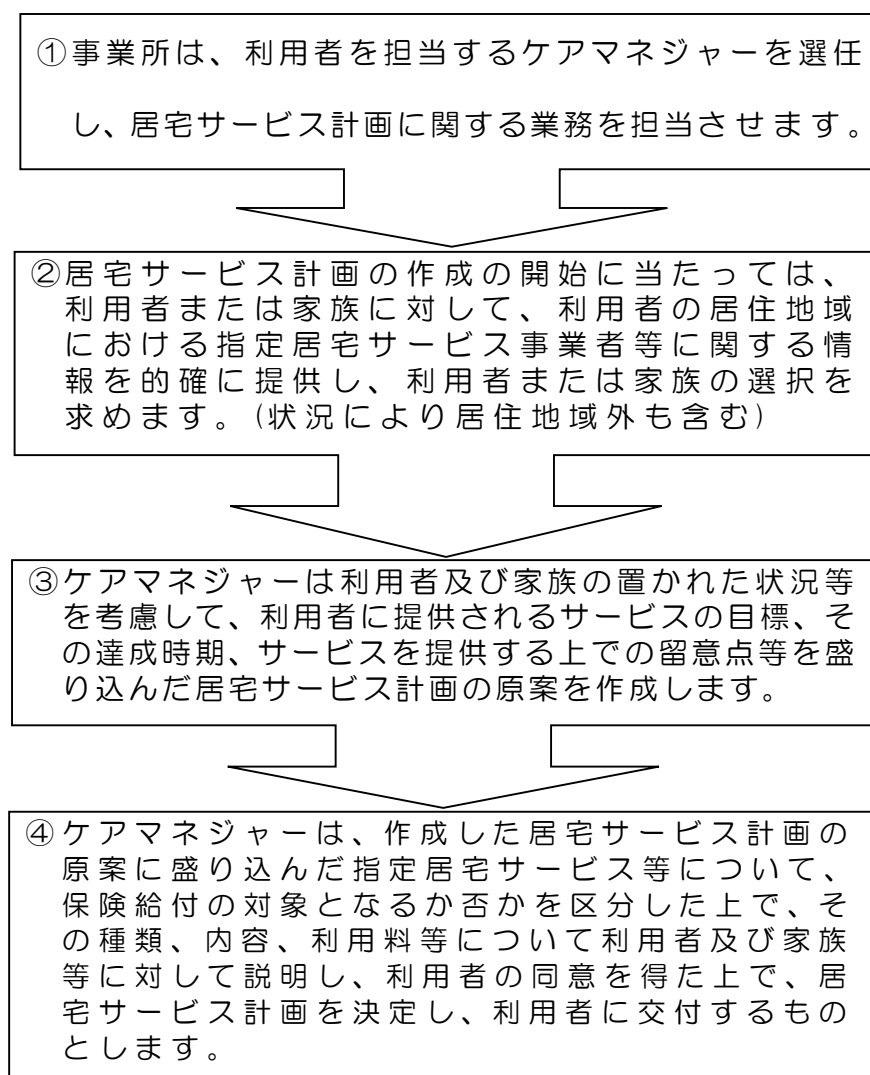 ①事業所は、利用者を担当するケアマネジャーを選任
し、居宅サービス計画に関する業務を担当させます。
②居宅サービス計画の作成の開始に当たっては、
利用者または家族に対して、利用者の居住地域
における指定居宅サービス事業者等に関する情
報を的確に提供し、利用者または家族の選択を
求めます。(状況により居住地域外も含む)
③ケアマネジャーは利用者及び家族の置かれた状況等
を考慮して、利用者に提供されるサービスの目標、そ
の達成時期、サービスを提供する上での留意点等を盛
り込んだ居宅サービス計画の原案を作成します。
④ケアマネジャーは、作成した居宅サービス計画の
原案に盛り込んだ指定居宅サービス等について、
保険給付の対象となるか否かを区分した上で、そ
の種類、内容、利用料等について利用者及び家族
等に対して説明し、利用者の同意を得た上で、居
宅サービス計画を決定し、利用者に交付するもの
とします。